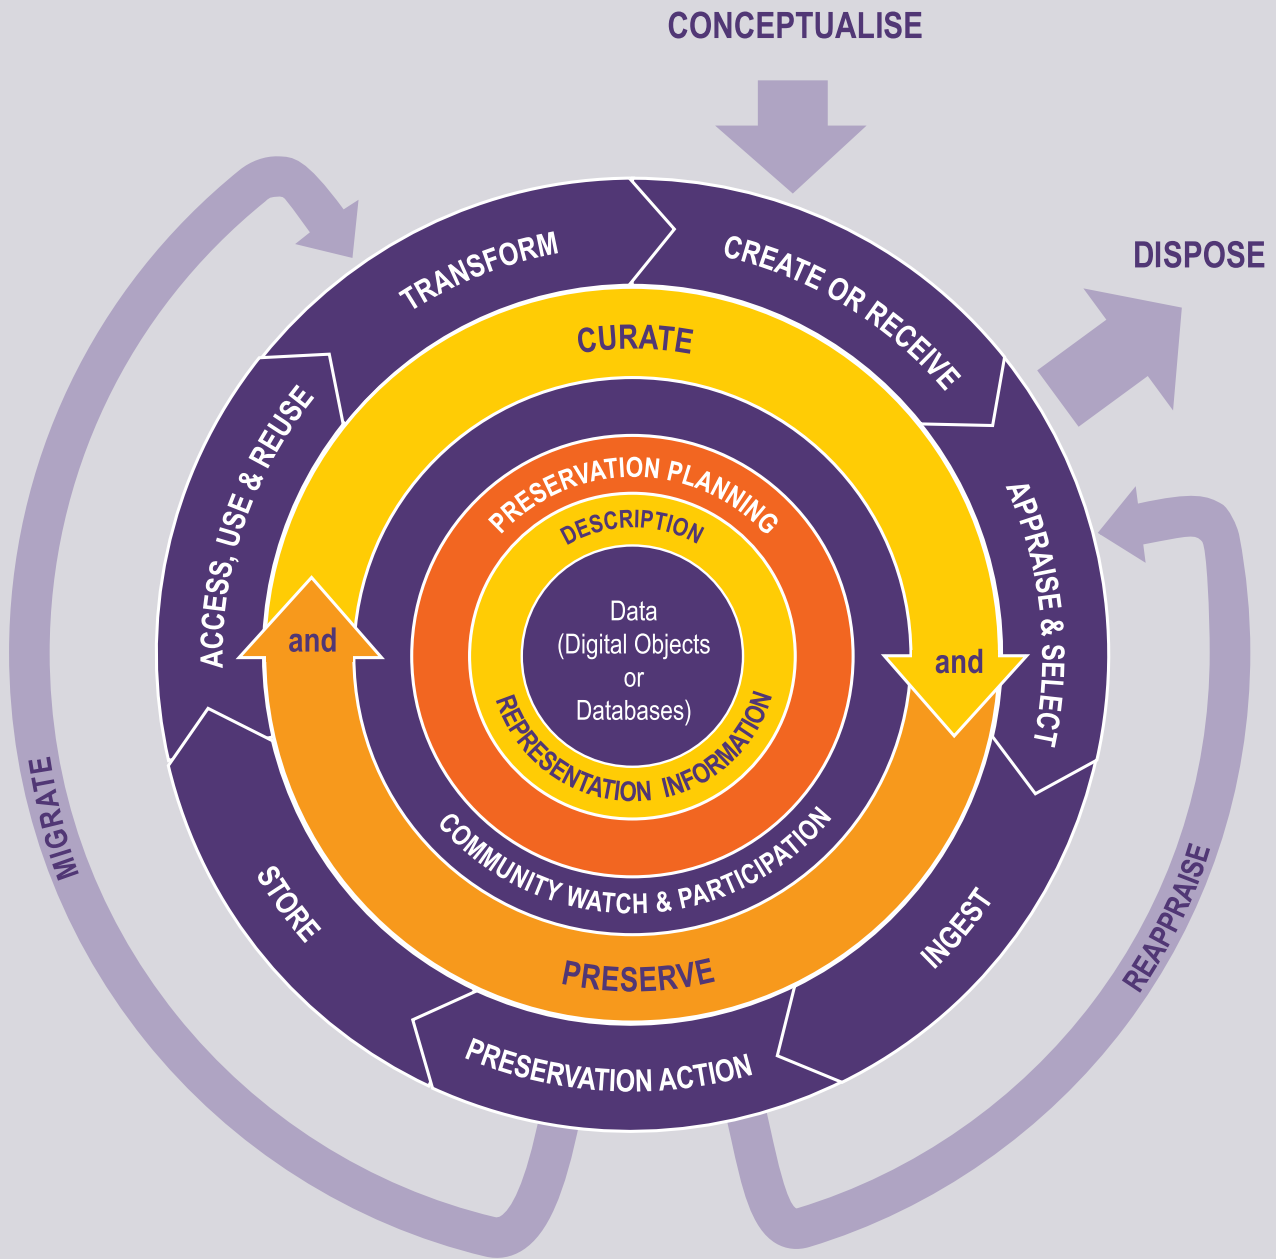 CONCEPTUALISE
DISPOSE
TRANSFORM
CREATE OR RECEIVE
CURATE
ACCESS, USE & REUSE
PRESERVATION PLANNING
APPRAISE & SELECT
DESCRIPTION
Data
(Digital Objects
or
Databases)
and
and
REPRESENTATION INFORMATION
MIGRATE
COMMUNITY WATCH & PARTICIPATION
REAPPRAISE
STORE
INGEST
PRESERVE
PRESERVATION ACTION